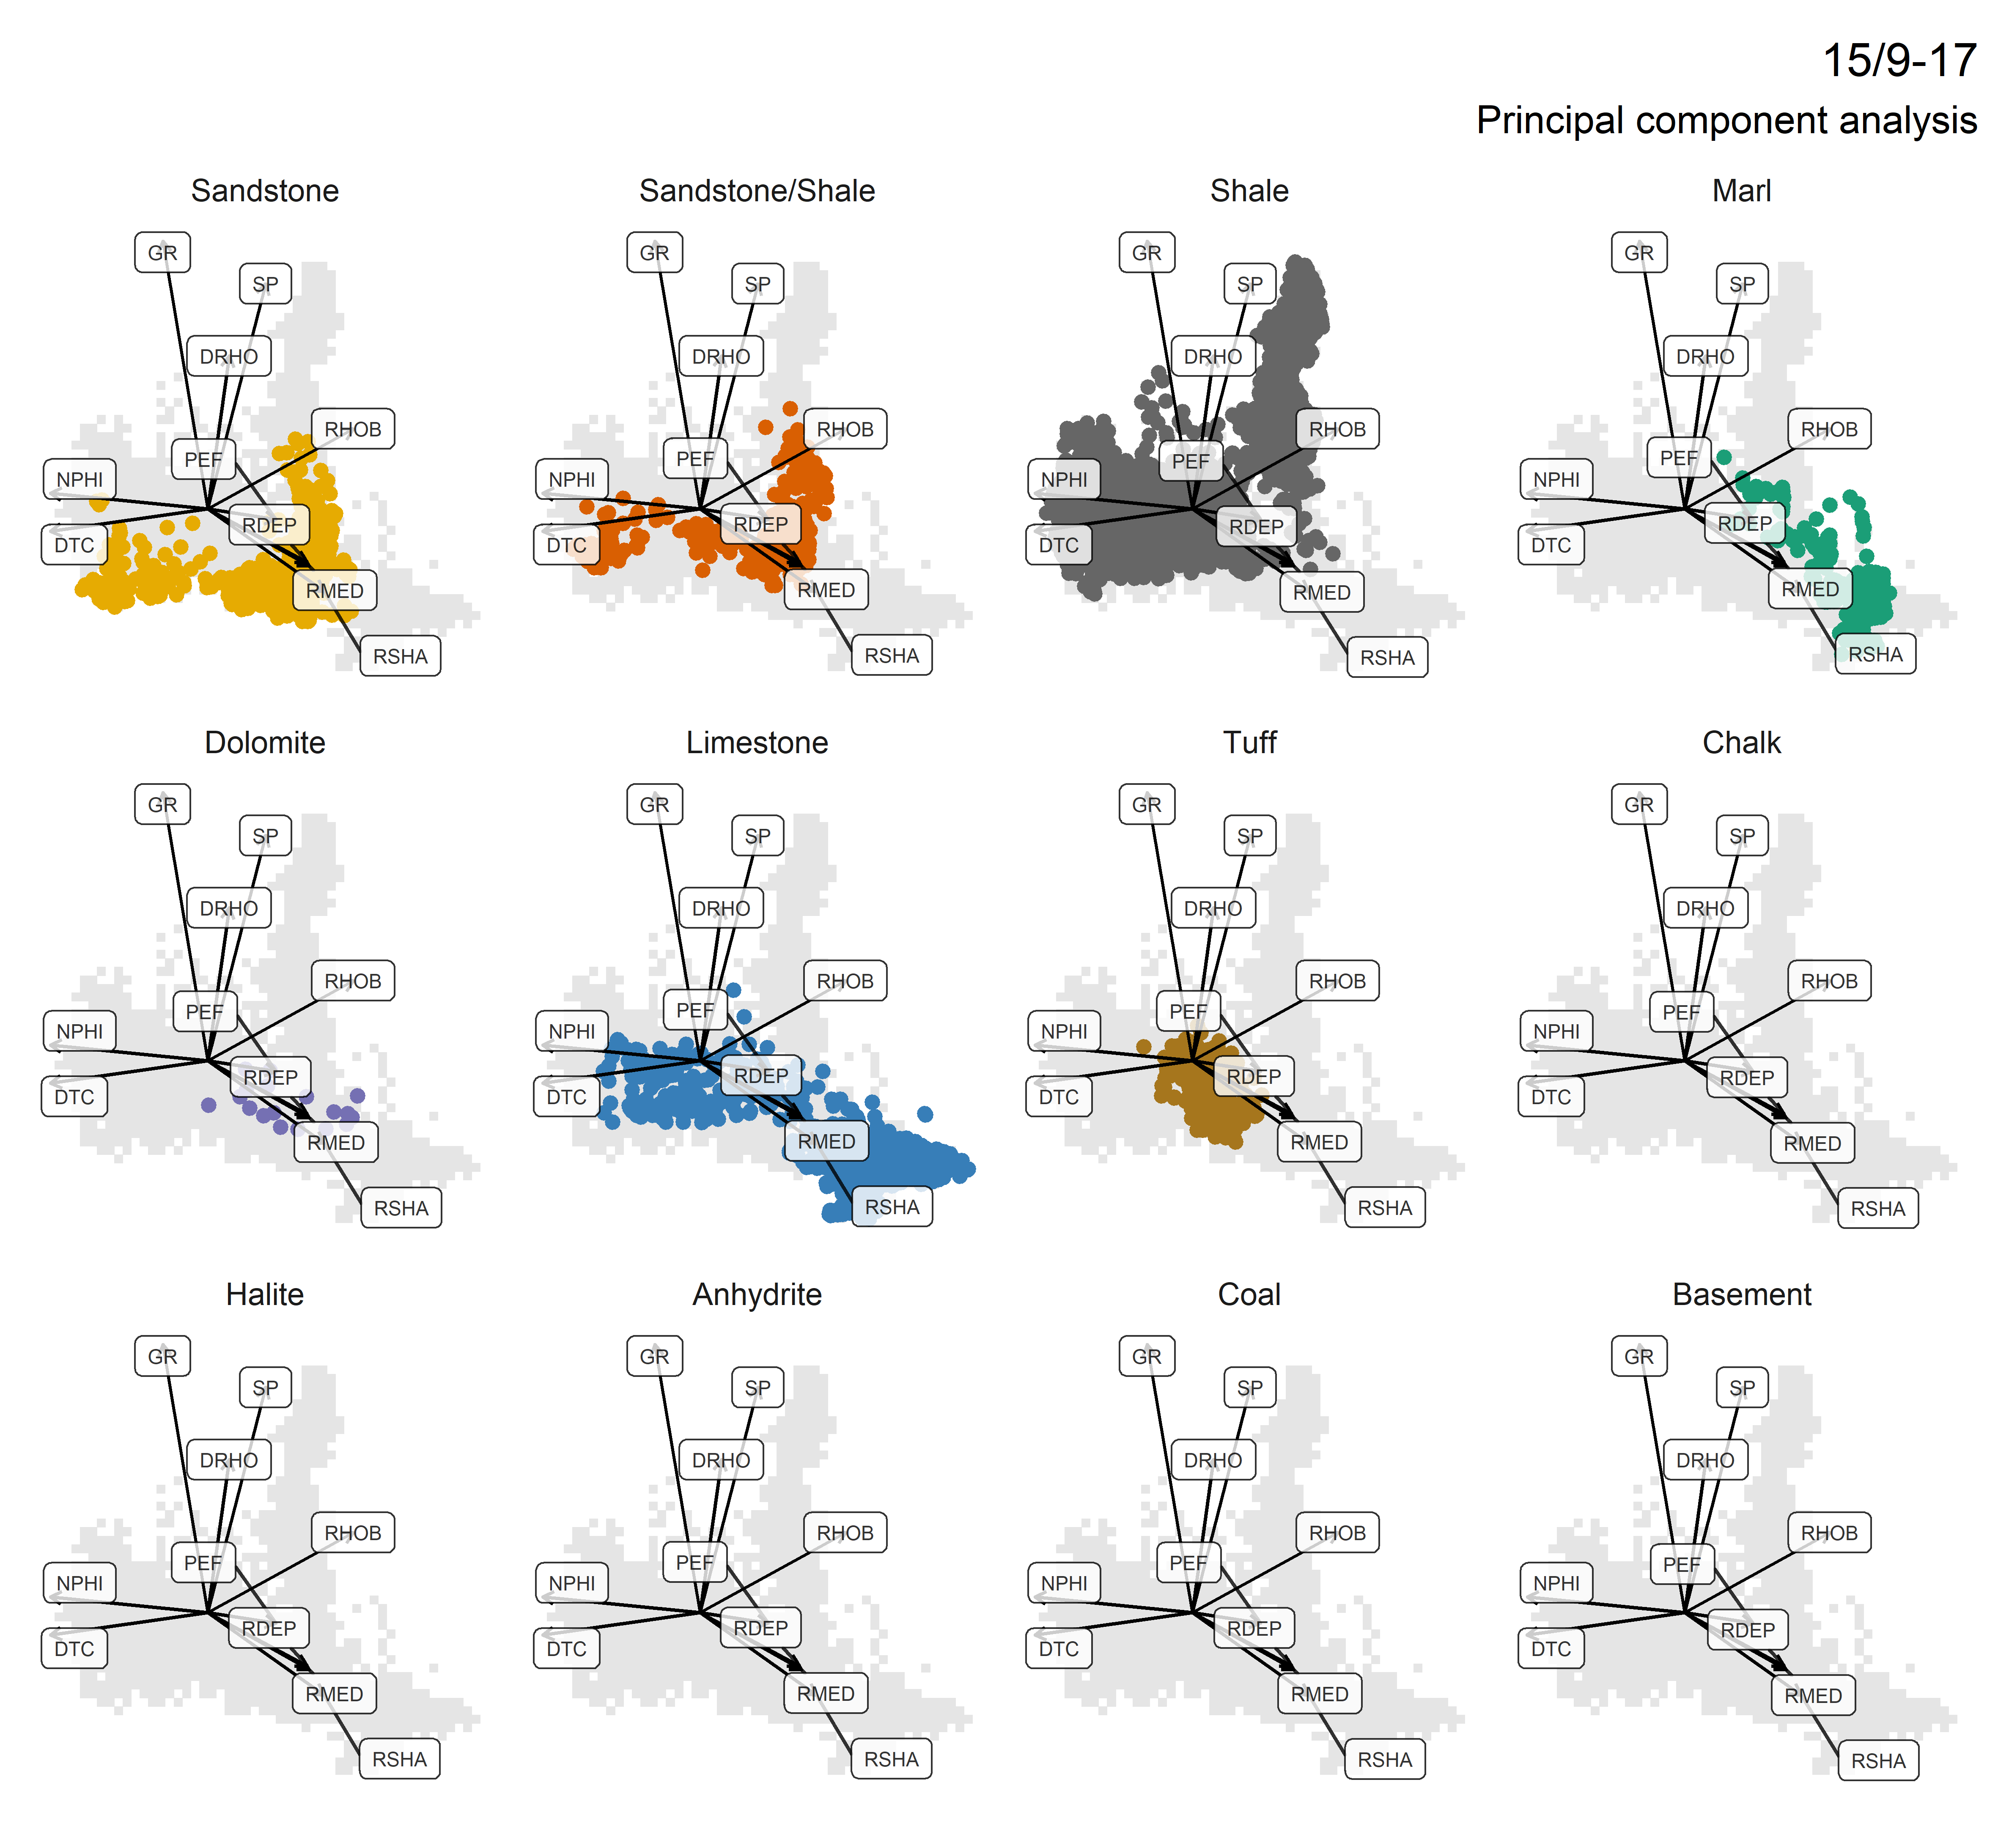 15/9-17
Principal component analysis
Sandstone
GR
SP
DRHO
RHOB
PEF
NPHI
RDEP
DTC
RMED
RSHA
Sandstone/Shale
GR
SP
DRHO
RHOB
PEF
NPHI
RDEP
DTC
RMED
RSHA
Shale
GR
SP
DRHO
RHOB
PEF
NPHI
RDEP
DTC
RMED
RSHA
Marl
GR
SP
DRHO
RHOB
PEF
NPHI
RDEP
DTC
RMED
RSHA
Dolomite
GR
SP
DRHO
RHOB
PEF
NPHI
RDEP
DTC
RMED
RSHA
Limestone
GR
SP
DRHO
RHOB
PEF
NPHI
RDEP
DTC
RMED
RSHA
Tuff
GR
SP
DRHO
RHOB
PEF
NPHI
RDEP
DTC
RMED
RSHA
Chalk
GR
SP
DRHO
RHOB
PEF
NPHI
RDEP
DTC
RMED
RSHA
Halite
GR
SP
DRHO
RHOB
PEF
NPHI
RDEP
DTC
RMED
RSHA
Anhydrite
GR
SP
DRHO
RHOB
PEF
NPHI
RDEP
DTC
RMED
RSHA
Coal
GR
SP
DRHO
RHOB
PEF
NPHI
RDEP
DTC
RMED
RSHA
Basement
GR
SP
DRHO
RHOB
PEF
NPHI
RDEP
DTC
RMED
RSHA